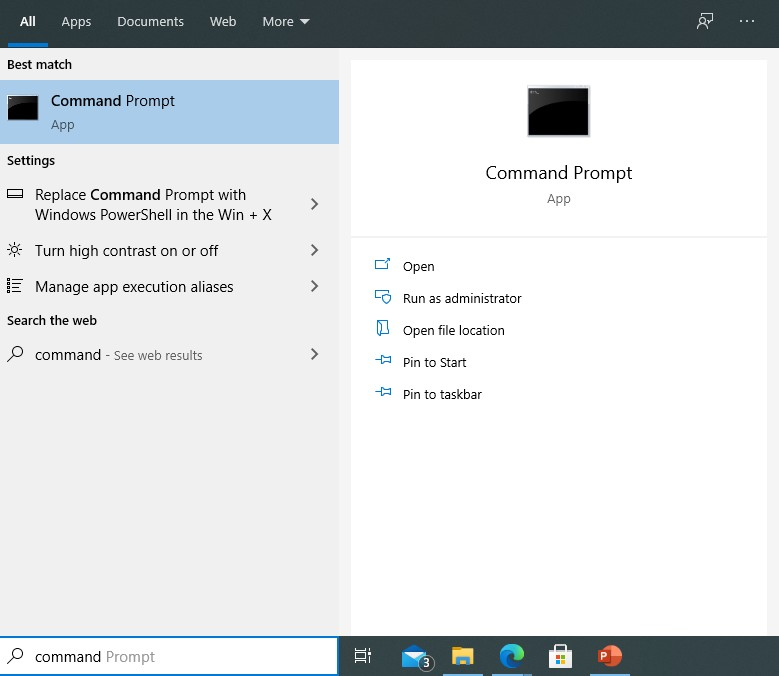 All Apps Documents Web More
Best match
Command Prompt
App
Settings
Replace Command Prompt with
Windows PowerShell in the Win + X
Turn high contrast on or off
Manage app execution aliases
Search the web
command - See web results
Command Prompt
App
Open
Run as administrator
Open file location
Pin to Start
Pin to taskbar
command Prompt
3
P